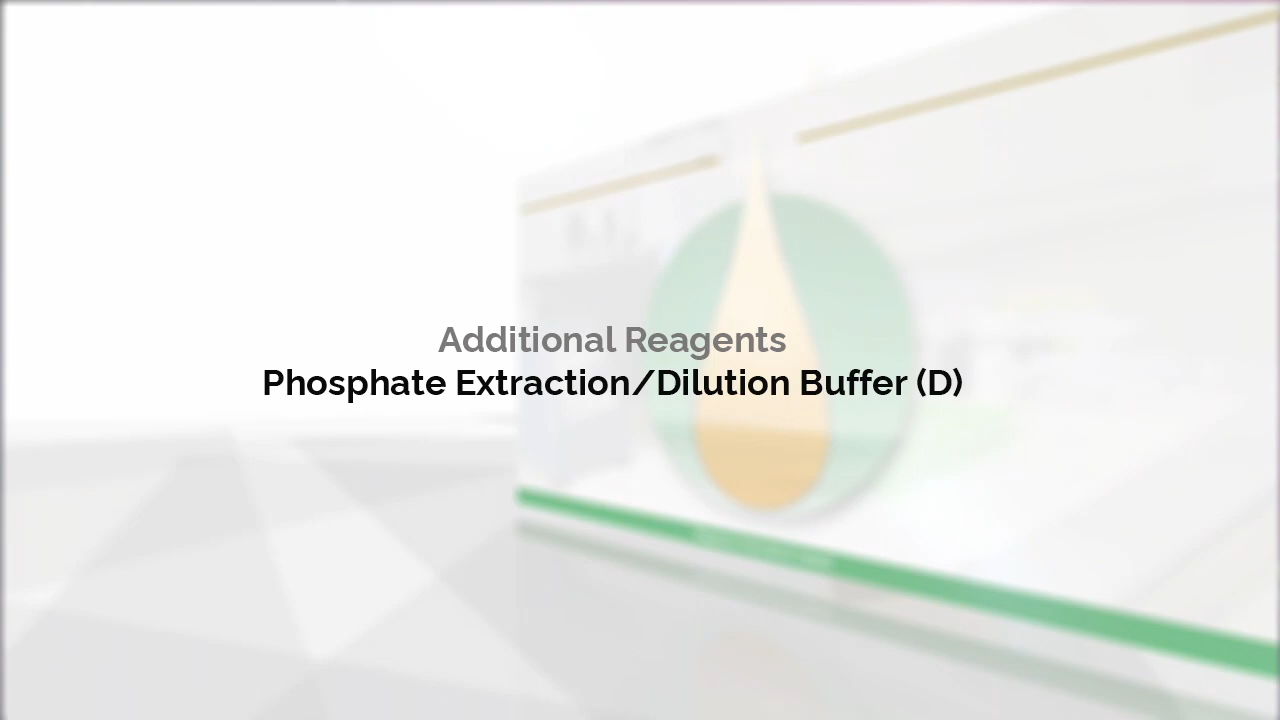 Additional Reagents
Phosphate Extraction/Dilution Buffer (D)